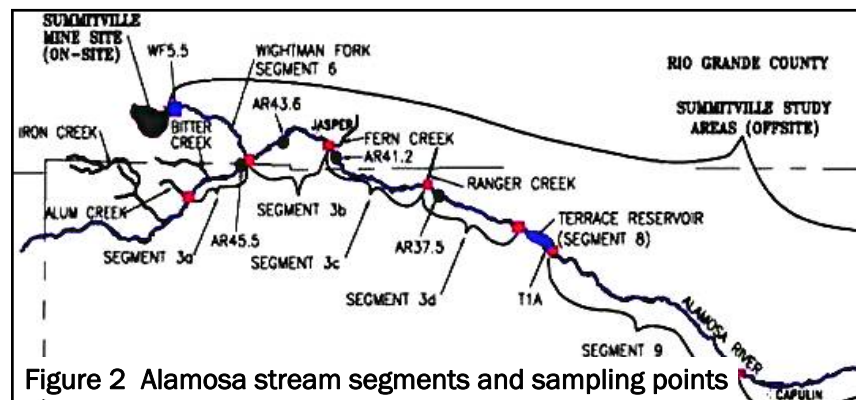 SUMMITVILLE
MINE SITE
(ON-SITE)
WF5.5
WIGHTMAN FORK
SEGMENT 6
RIO GRANDE COUNTY
SUMMITVILLE STUDY
AREAS (OFFSITE)
AR43.6
JASPER
IRON CREEK
BITTER
CREEK
FERN CREEK
AR41.2
RANGER CREEK
ALUM CREEK
SEGMENT 3b
TERRACE RESERVOIR
(SEGMENT 8)
AR45.5
SEGMENT 3a
SEGMENT 3c
AR37.5
SEGMENT 3d
T1A
ALAMOSA RIVER
SEGMENT 9
CAPULIN
Figure 2 Alamosa stream segments and sampling points